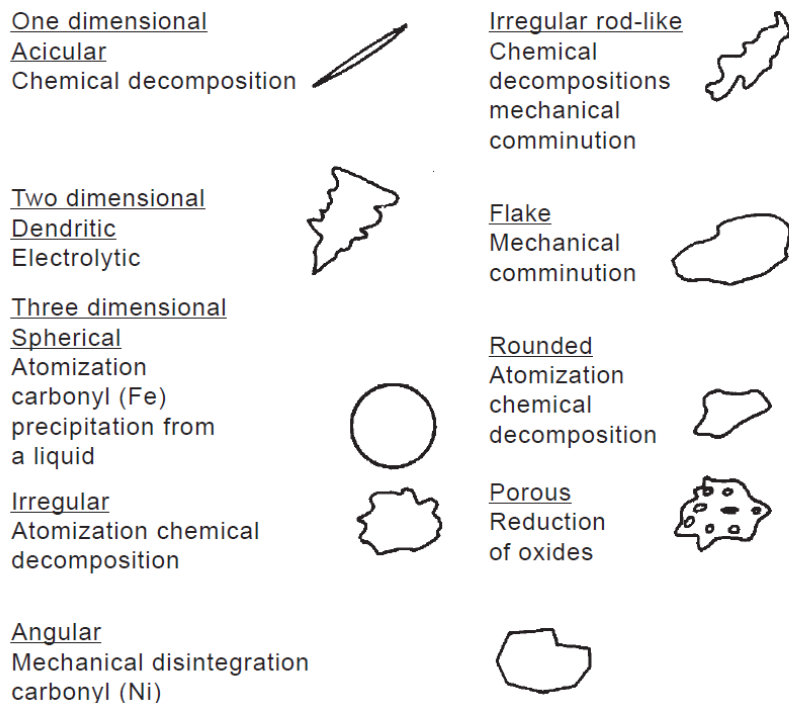 One dimensional
Acicular
Chemical decomposition
Irregular rod-like
Chemical
decompositions
mechanical
comminution
Two dimensional
Dendritic
Electrolytic
Flake
Mechanical
comminution
Three dimensional
Spherical
Atomization
carbonyl (Fe)
precipitation from
a liquid
Rounded
Atomization
chemical
decomposition
Irregular
Atomization chemical
decomposition
Porous
Reduction
of oxides
Angular
Mechanical disintegration
carbonyl (Ni)